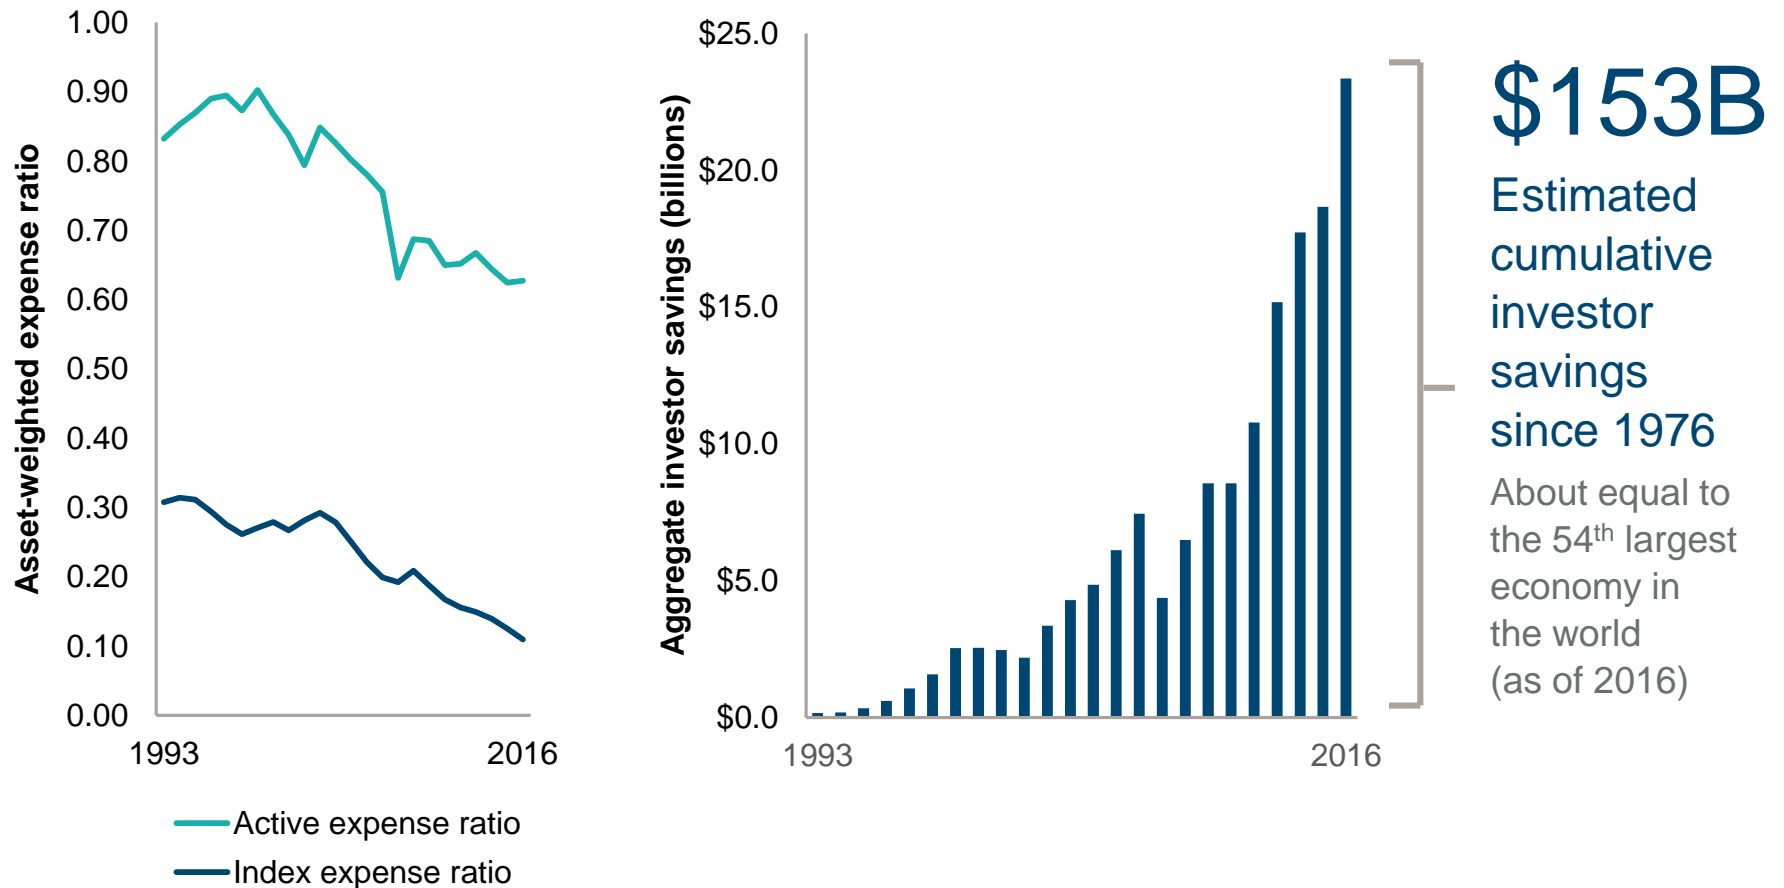 Asset-weighted expense ratio
1.00
0.90
0.80
0.70
0.60
0.50
0.40
0.30
0.20
0.10
0.00
1993
2016
Active expense ratio
Index expense ratio
Aggregate investor savings (billions)
$25.0
$20.0
$15.0
$10.0
$5.0
$0.0
1993
2016
$153B
Estimated
cumulative
investor
savings
since 1976
About equal to
the 54th largest
economy in
the world
(as of 2016)